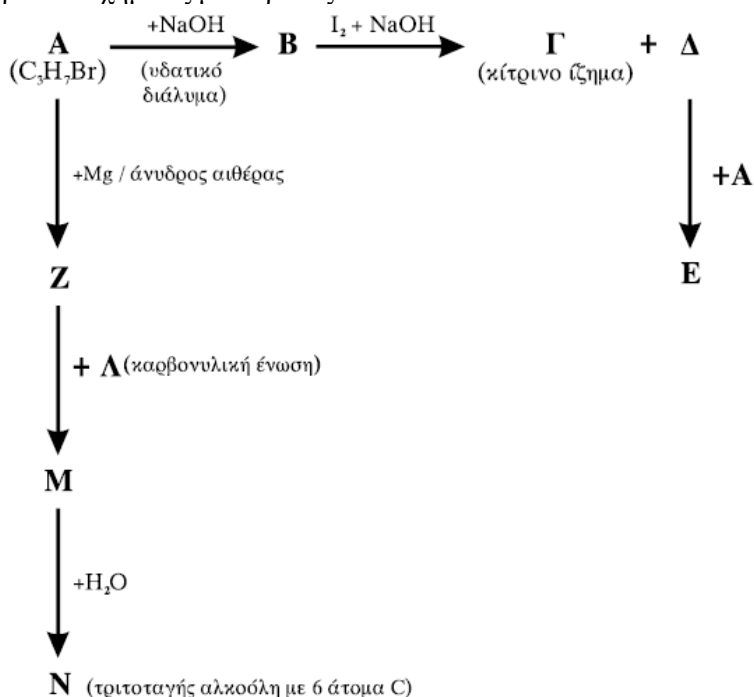 A +NaOH B I₂ + NaOH Γ + Δ
(C₃H₇Br) (υδατικό (κίτρινο ίζημα)
διάλυμα)
+Mg / άνυδρος αιθέρας +A
Z E
+ Λ (καρβονυλική ένωση)
M
+H₂O
N (τριτοταγής αλκοόλη με 6 άτομα C)